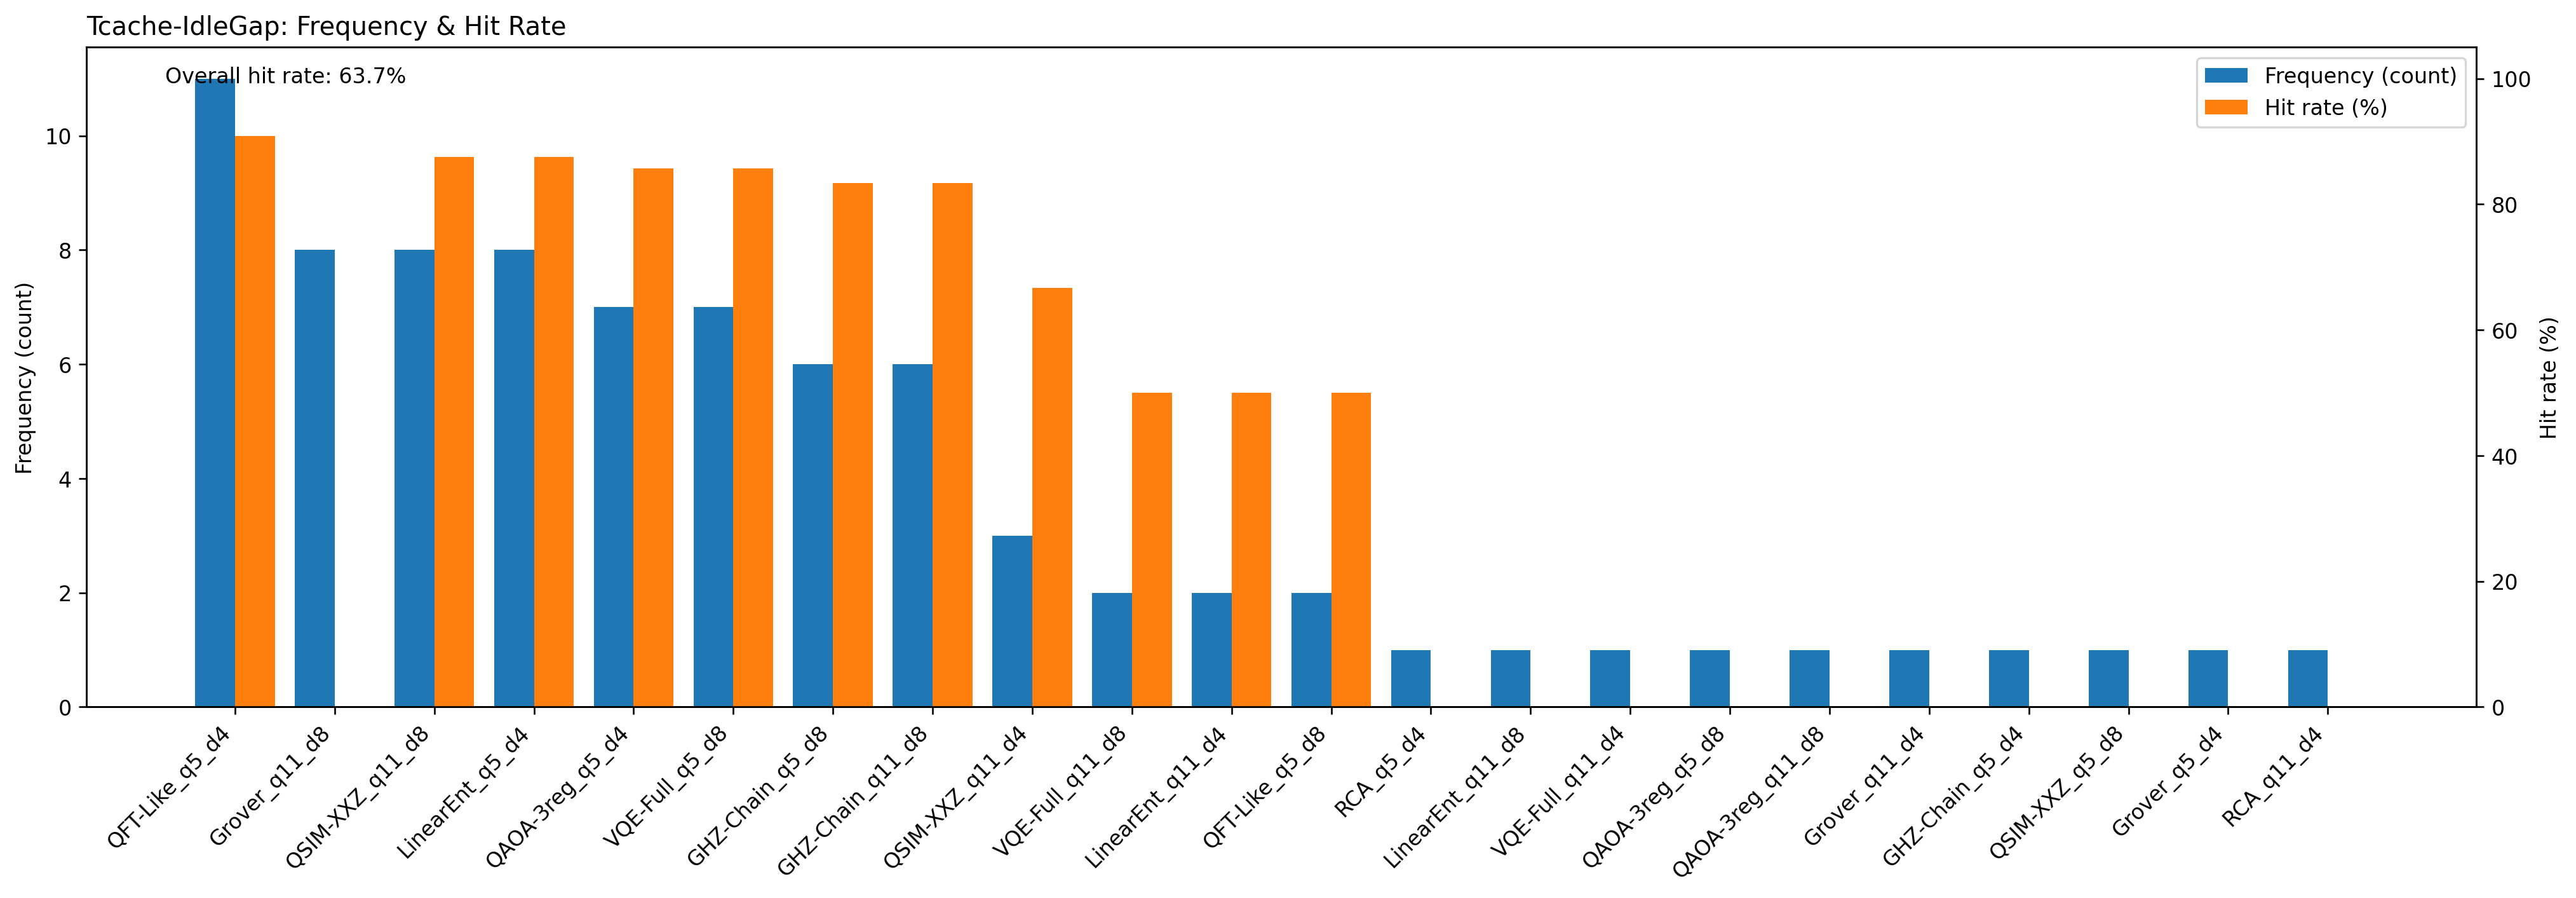 Tcache-IdleGap: Frequency & Hit Rate
Overall hit rate: 63.7%
Frequency (count)
Hit rate (%)
Frequency (count)
10
8
6
4
2
0
Hit rate (%)
100
80
60
40
20
0
QFT-Like_q5_d4
Grover_q11_d8
QSIM-XXZ_q11_d8
LinearEnt_q5_d4
QAOA-3reg_q5_d4
VQE-Full_q5_d8
GHZ-Chain_q5_d8
GHZ-Chain_q11_d8
QSIM-XXZ_q11_d4
VQE-Full_q11_d8
LinearEnt_q11_d4
QFT-Like_q5_d8
RCA_q5_d4
LinearEnt_q11_d8
VQE-Full_q11_d4
QAOA-3reg_q5_d8
QAOA-3reg_q11_d8
Grover_q11_d4
GHZ-Chain_q5_d4
QSIM-XXZ_q5_d8
Grover_q5_d4
RCA_q11_d4